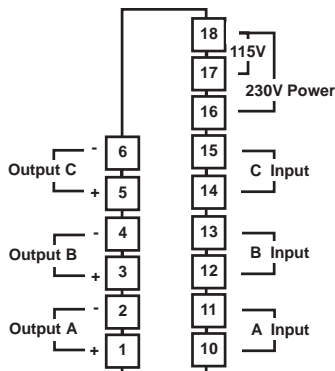 18
115V
17
230V Power
16
- 6 15
Output C C Input
+ 5 14
- 4 13
Output B B Input
+ 3 12
- 2 11
Output A A Input
+ 1 10